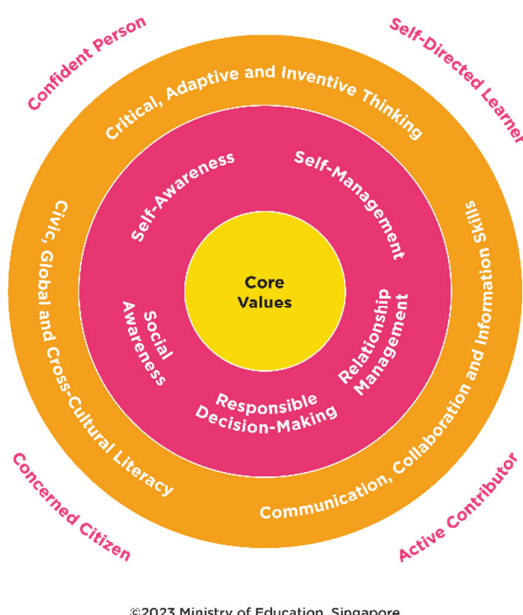 Confident Person
Self-Directed Learner
Critical, Adaptive and Inventive Thinking
Self-Awareness
Self-Management
Core
Values
Civic, Global and Cross-Cultural Literacy
Social
Awareness
Relationship
Management
Responsible
Decision-Making
Communication, Collaboration and Information Skills
Concerned Citizen
Active Contributor
©2023 Ministry of Education, Singapore